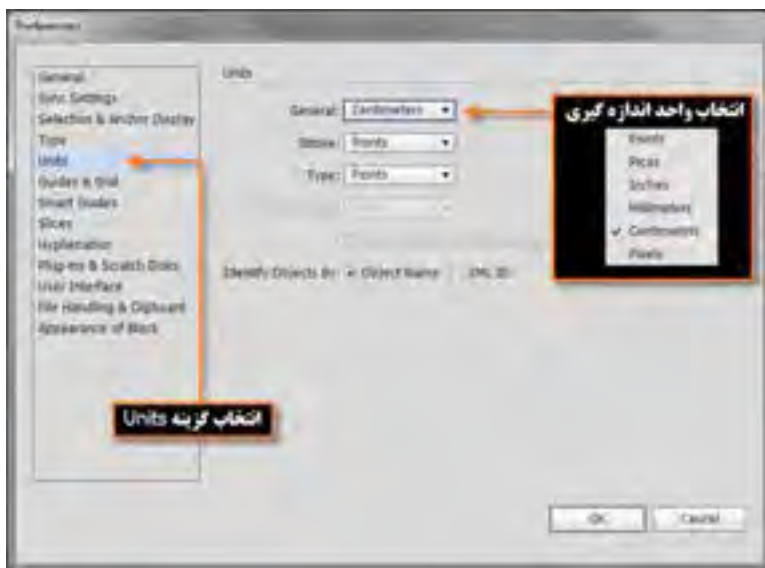 Preferences
General
Sync Settings
Selection & Anchor Display
Type
Units
Guides & Grid
Smart Guides
Slices
Hyphenation
Plug-ins & Scratch Disks
User Interface
File Handling & Clipboard
Appearance of Black
Units
General: Centimeters
Stroke: Points
Type: Points
Identify Objects By: Object Name XML ID
انتخاب واحد اندازه گیری
Points
Picas
Inches
Millimeters
✓ Centimeters
Pixels
انتخاب گزینه Units
OK
Cancel